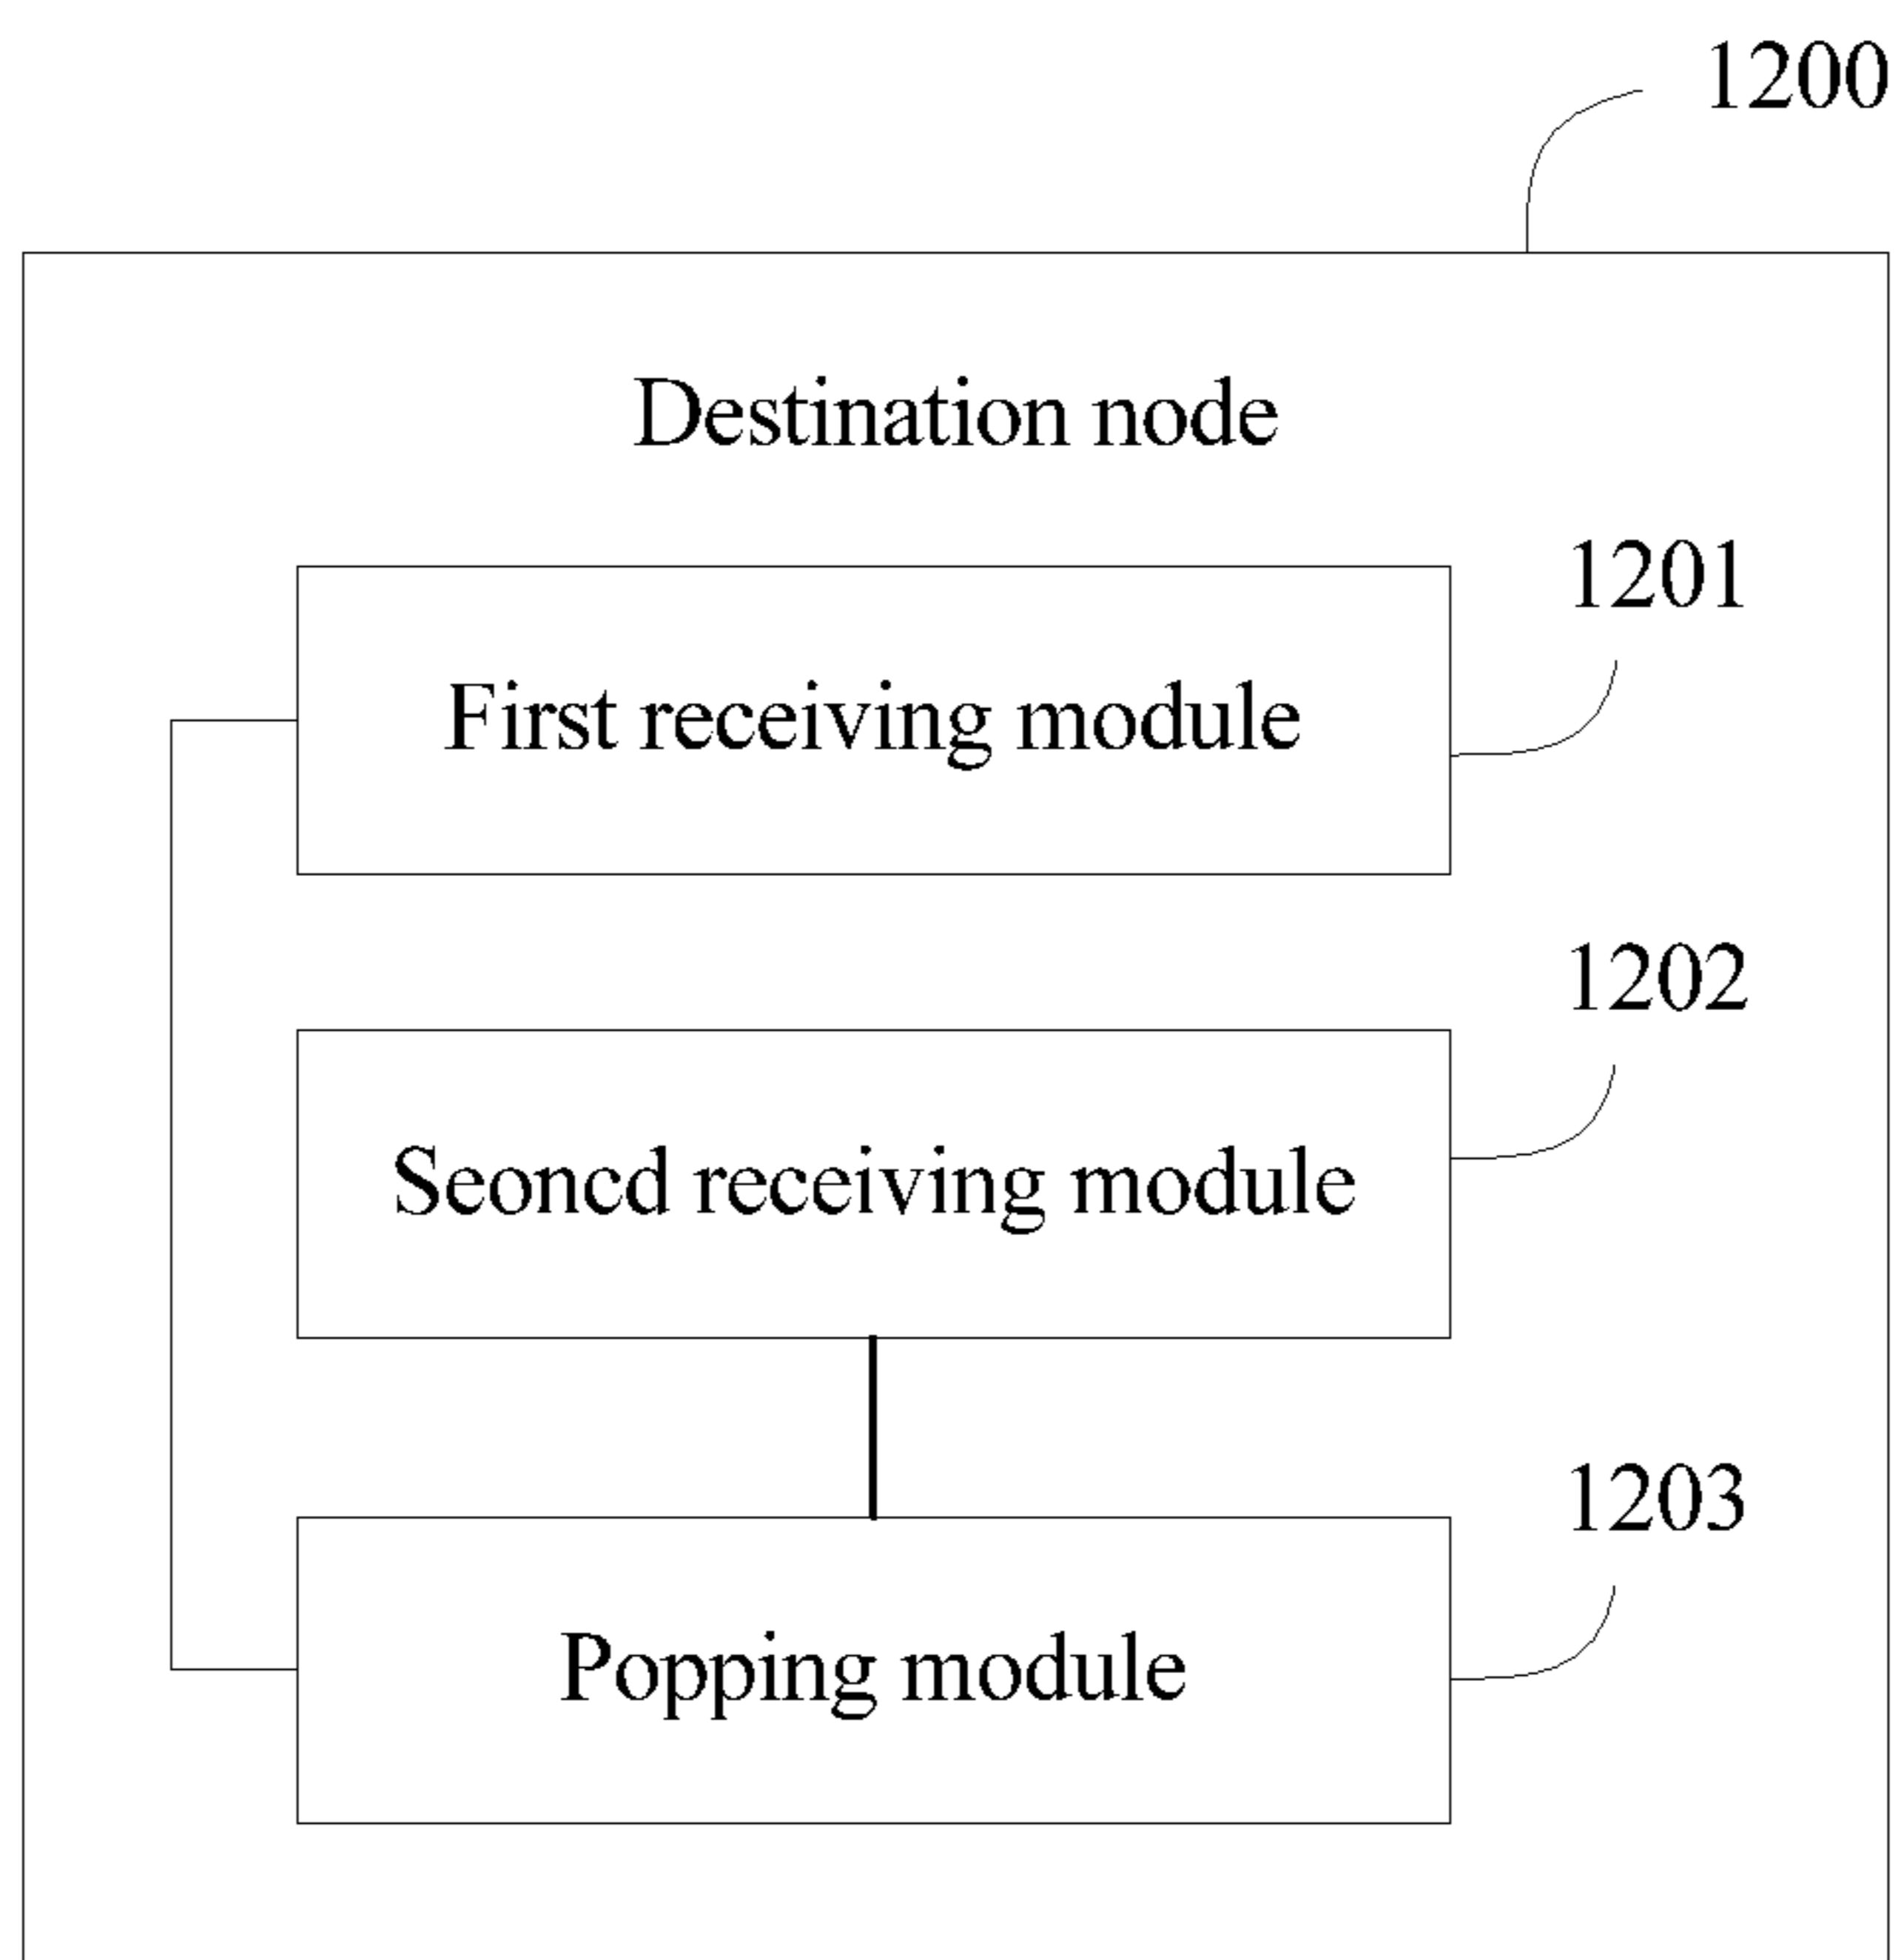 1200
Destination node
1201
First receiving module
1202
Seoncd receiving module
1203
Popping module